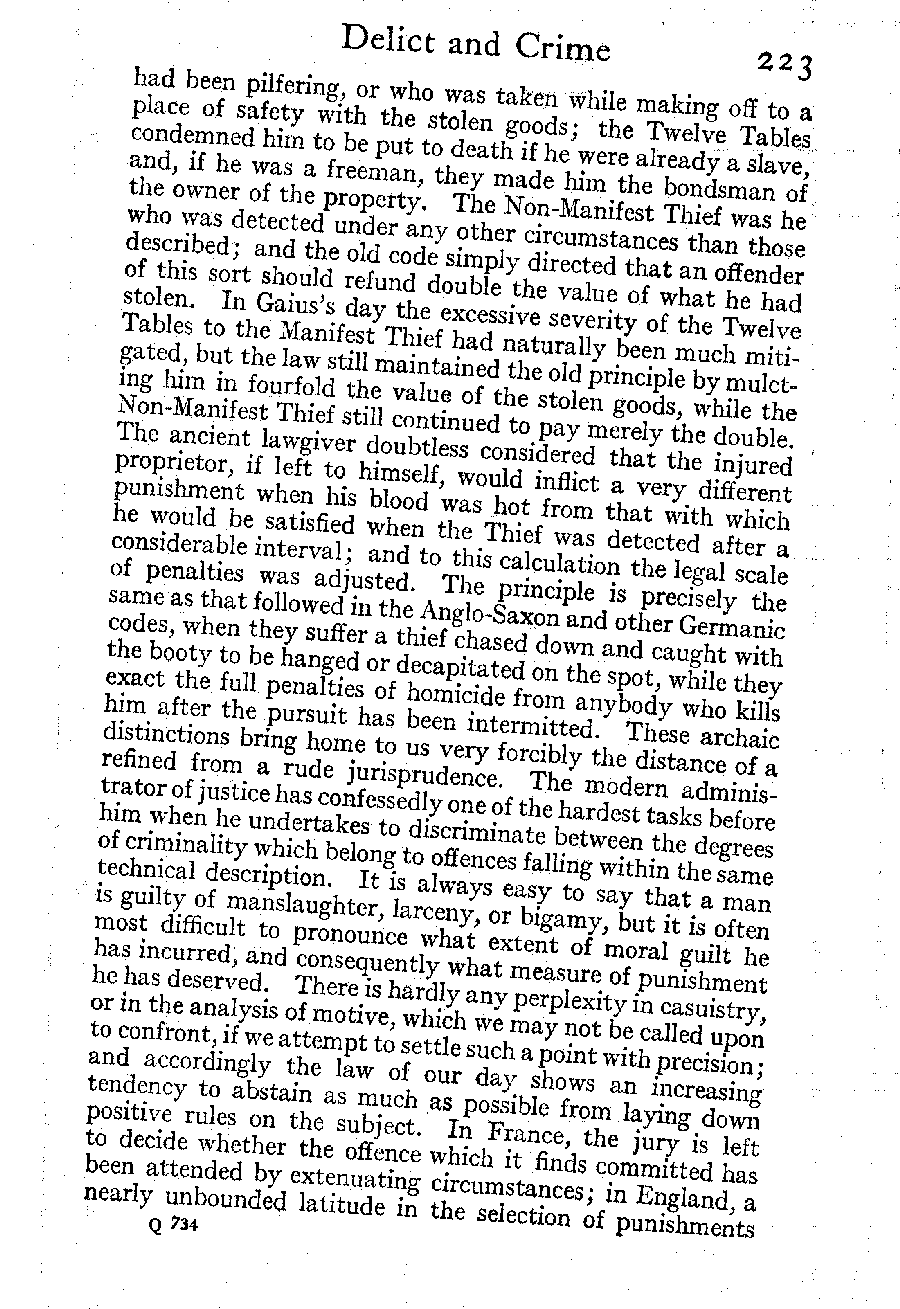 Delict and Crime 223
had been pilfering, or who was taken while making off to a
place of safety with the stolen goods; the Twelve Tables
condemned him to be put to death if he were already a slave,
and, if he was a freeman, they made him the bondsman of
the owner of the property. The Non-Manifest Thief was he
who was detected under any other circumstances than those
described; and the old code simply directed that an offender
of this sort should refund double the value of what he had
stolen. In Gaius's day the excessive severity of the Twelve
Tables to the Manifest Thief had naturally been much miti-
gated, but the law still maintained the old principle by mulct-
ing him in fourfold the value of the stolen goods, while the
Non-Manifest Thief still continued to pay merely the double.
The ancient lawgiver doubtless considered that the injured
proprietor, if left to himself, would inflict a very different
punishment when his blood was hot from that with which
he would be satisfied when the Thief was detected after a
considerable interval; and to this calculation the legal scale
of penalties was adjusted. The principle is precisely the
same as that followed in the Anglo-Saxon and other Germanic
codes, when they suffer a thief chased down and caught with
the booty to be hanged or decapitated on the spot, while they
exact the full penalties of homicide from anybody who kills
him after the pursuit has been intermitted. These archaic
distinctions bring home to us very forcibly the distance of a
refined from a rude jurisprudence. The modern adminis-
trator of justice has confessedly one of the hardest tasks before
him when he undertakes to discriminate between the degrees
of criminality which belong to offences falling within the same
technical description. It is always easy to say that a man
is guilty of manslaughter, larceny, or bigamy, but it is often
most difficult to pronounce what extent of moral guilt he
has incurred, and consequently what measure of punishment
he has deserved. There is hardly any perplexity in casuistry,
or in the analysis of motive, which we may not be called upon
to confront, if we attempt to settle such a point with precision;
and accordingly the law of our day shows an increasing
tendency to abstain as much as possible from laying down
positive rules on the subject. In France, the jury is left
to decide whether the offence which it finds committed has
been attended by extenuating circumstances; in England, a
nearly unbounded latitude in the selection of punishments
Q 734